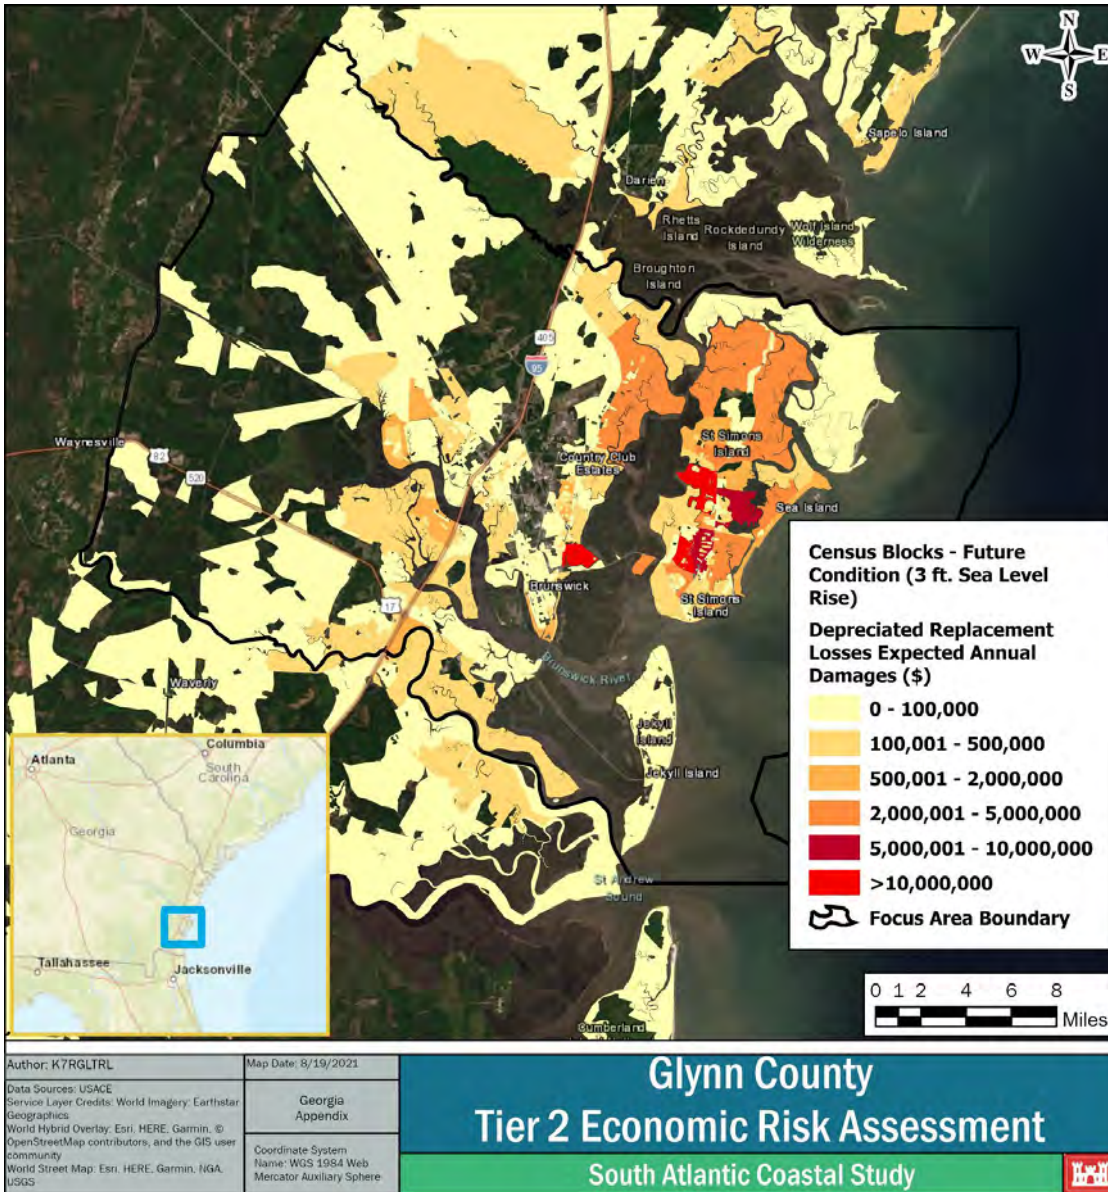 N
W E
S
Sapelo Island
Darien
Rhetts
Island
Rockdedundy
Island
Wolf Island
Wilderness
Broughton
Island
405
95
Waynesville
82
520
Country Club
Estates
St Simons
Island
Sea Island
Brunswick
St Simons
Island
17
Brunswick River
Waverly
Jekyll
Island
Jekyll Island
St Andrew
Sound
Cumberland
Island
Census Blocks - Future
Condition (3 ft. Sea Level
Rise)
Depreciated Replacement
Losses Expected Annual
Damages ($)
0 - 100,000
100,001 - 500,000
500,001 - 2,000,000
2,000,001 - 5,000,000
5,000,001 - 10,000,000
>10,000,000
Focus Area Boundary
0 1 2 4 6 8
Miles
Columbia
Atlanta
South
Carolina
Georgia
Tallahassee
Jacksonville
Author: K7RGLTRL
Data Sources: USACE
Service Layer Credits: World Imagery: Earthstar
Geographics
World Hybrid Overlay: Esri, HERE, Garmin, ©
OpenStreetMap contributors, and the GIS user
community
World Street Map: Esri, HERE, Garmin, NGA,
USGS
Map Date: 8/19/2021
Georgia
Appendix
Coordinate System
Name: WGS 1984 Web
Mercator Auxiliary Sphere
Glynn County
Tier 2 Economic Risk Assessment
South Atlantic Coastal Study